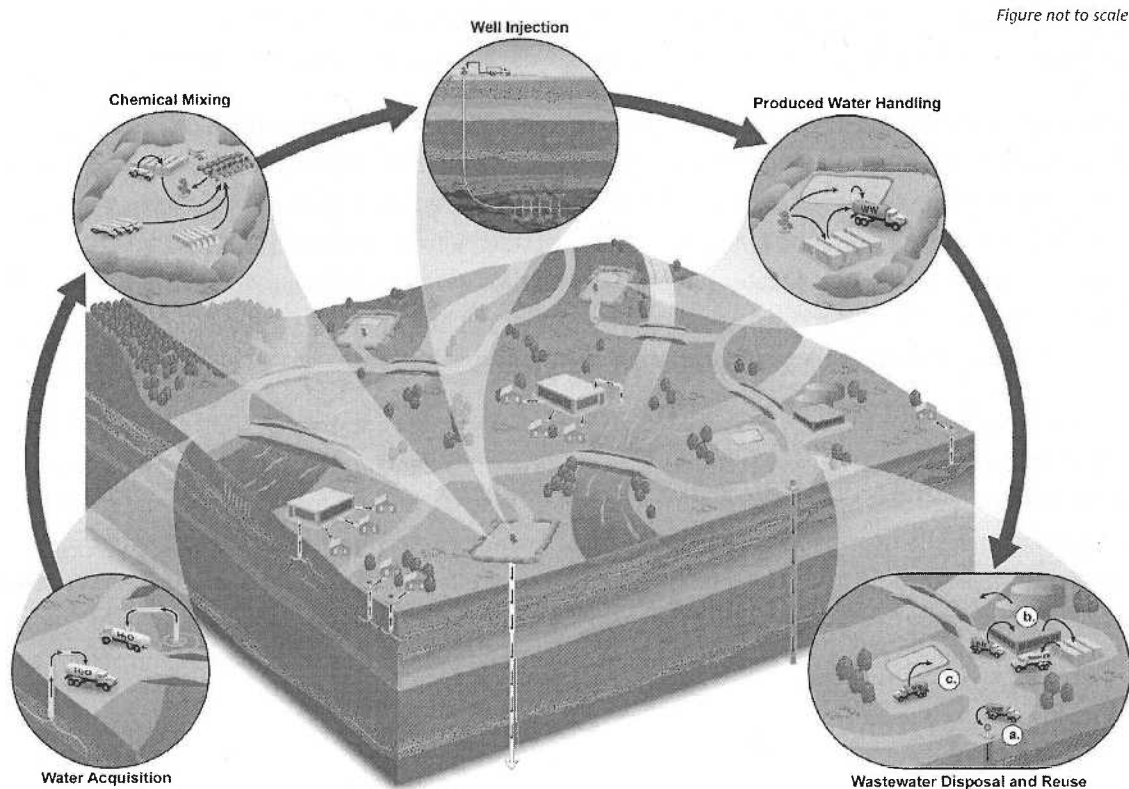 Figure not to scale
Well Injection
Chemical Mixing
Produced Water Handling
WW
H₂O
H₂O
b.
c.
a.
Water Acquisition
Wastewater Disposal and Reuse